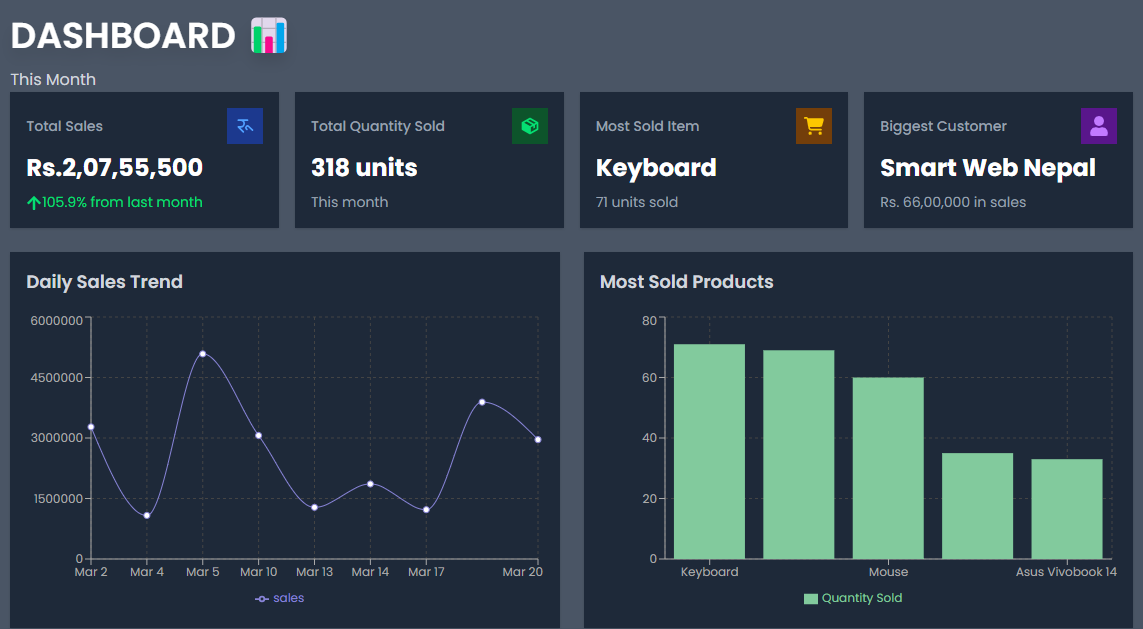 DASHBOARD
This Month
Total Sales
Rs.2,07,55,500
105.9% from last month
Total Quantity Sold
318 units
This month
Most Sold Item
Keyboard
71 units sold
Biggest Customer
Smart Web Nepal
Rs. 66,00,000 in sales
Daily Sales Trend
6000000
4500000
3000000
1500000
0
Mar 2 Mar 4 Mar 5 Mar 10 Mar 13 Mar 14 Mar 17 Mar 20
sales
Most Sold Products
80
60
40
20
0
Keyboard Mouse Asus Vivobook 14
Quantity Sold